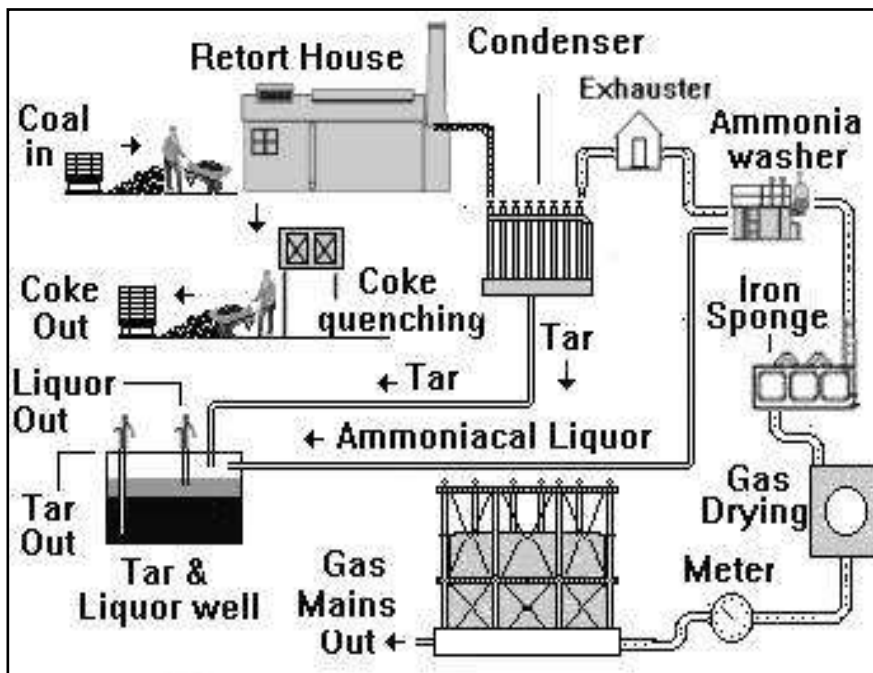 Retort House
Condenser
Exhauster
Ammonia
washer
Coal
in
Coke
Out
Coke
quenching
Iron
Sponge
Tar
Tar
Liquor
Out
Ammoniacal Liquor
Tar
Out
Tar &
Liquor well
Gas
Drying
Meter
Gas
Mains
Out